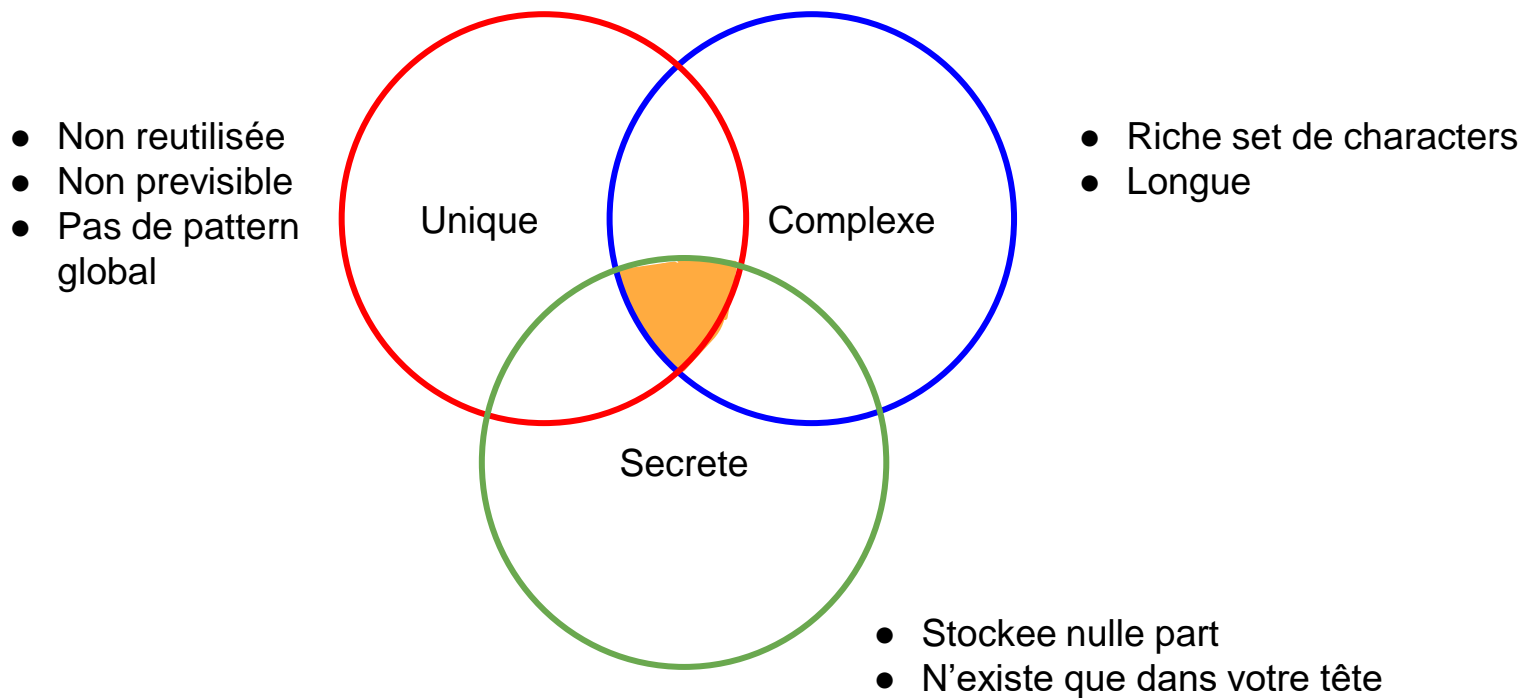 ● Non reutilisée
● Non previsible
● Pas de pattern
global
Unique
Complexe
● Riche set de characters
● Longue
Secrete
● Stockee nulle part
● N’existe que dans votre tête